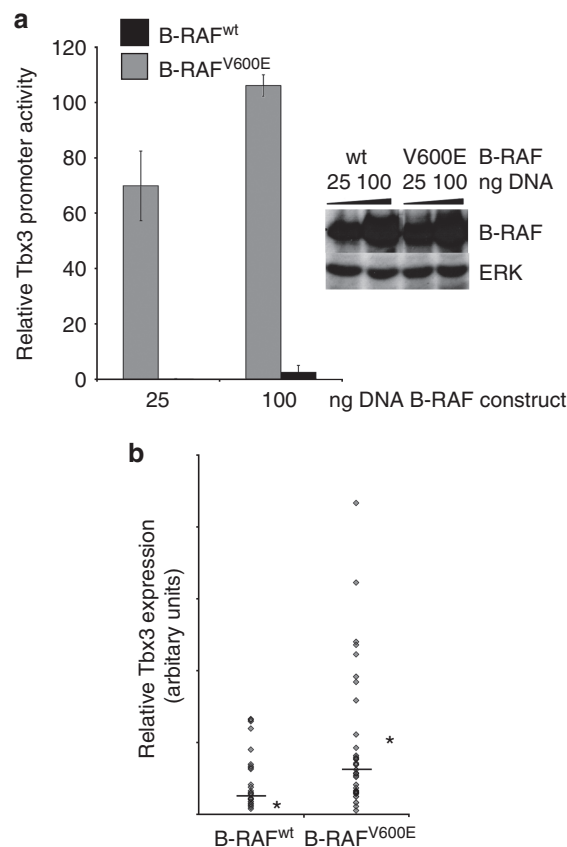 a
B-RAFwt
B-RAFV600E
Relative Tbx3 promoter activity
120
100
80
60
40
20
0
25
100
ng DNA B-RAF construct
wt V600E B-RAF
25 100 25 100 ng DNA
B-RAF
ERK
b
Relative Tbx3 expression
(arbitary units)
*
*
B-RAFwt B-RAFV600E